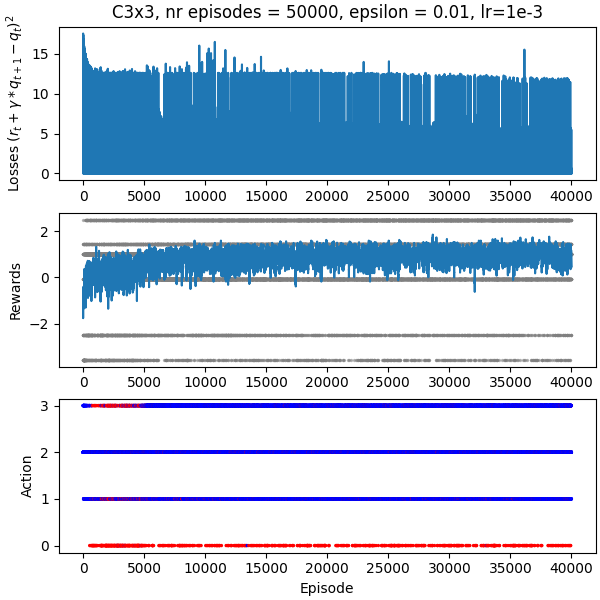 C3x3, nr episodes = 50000, epsilon = 0.01, lr=1e-3
Losses $(r_t + \gamma * q_{t+1} - q_t)^2$
15
10
5
0
0 5000 10000 15000 20000 25000 30000 35000 40000
Rewards
2
0
−2
0 5000 10000 15000 20000 25000 30000 35000 40000
Action
3
2
1
0
0 5000 10000 15000 20000 25000 30000 35000 40000
Episode